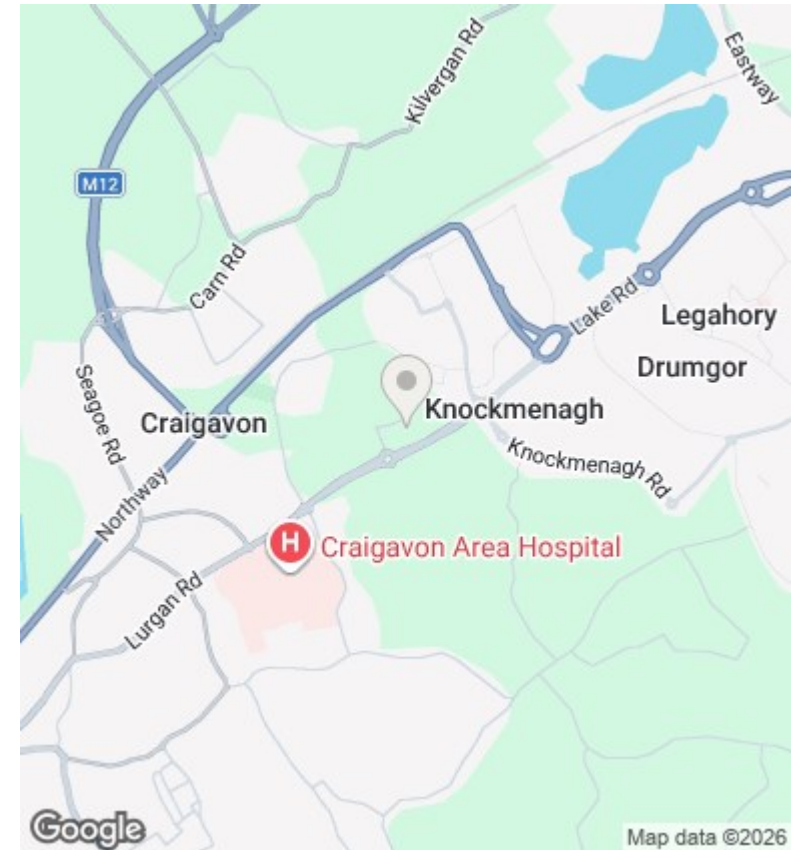 Eastway
Kilvergan Rd
M12
Carn Rd
Lake Rd
Legahory
Drumgor
Seagoe Rd
Craigavon
Knockmenagh
Knockmenagh Rd
Northway
H
Craigavon Area Hospital
Lurgan Rd
Google
Map data ©2026